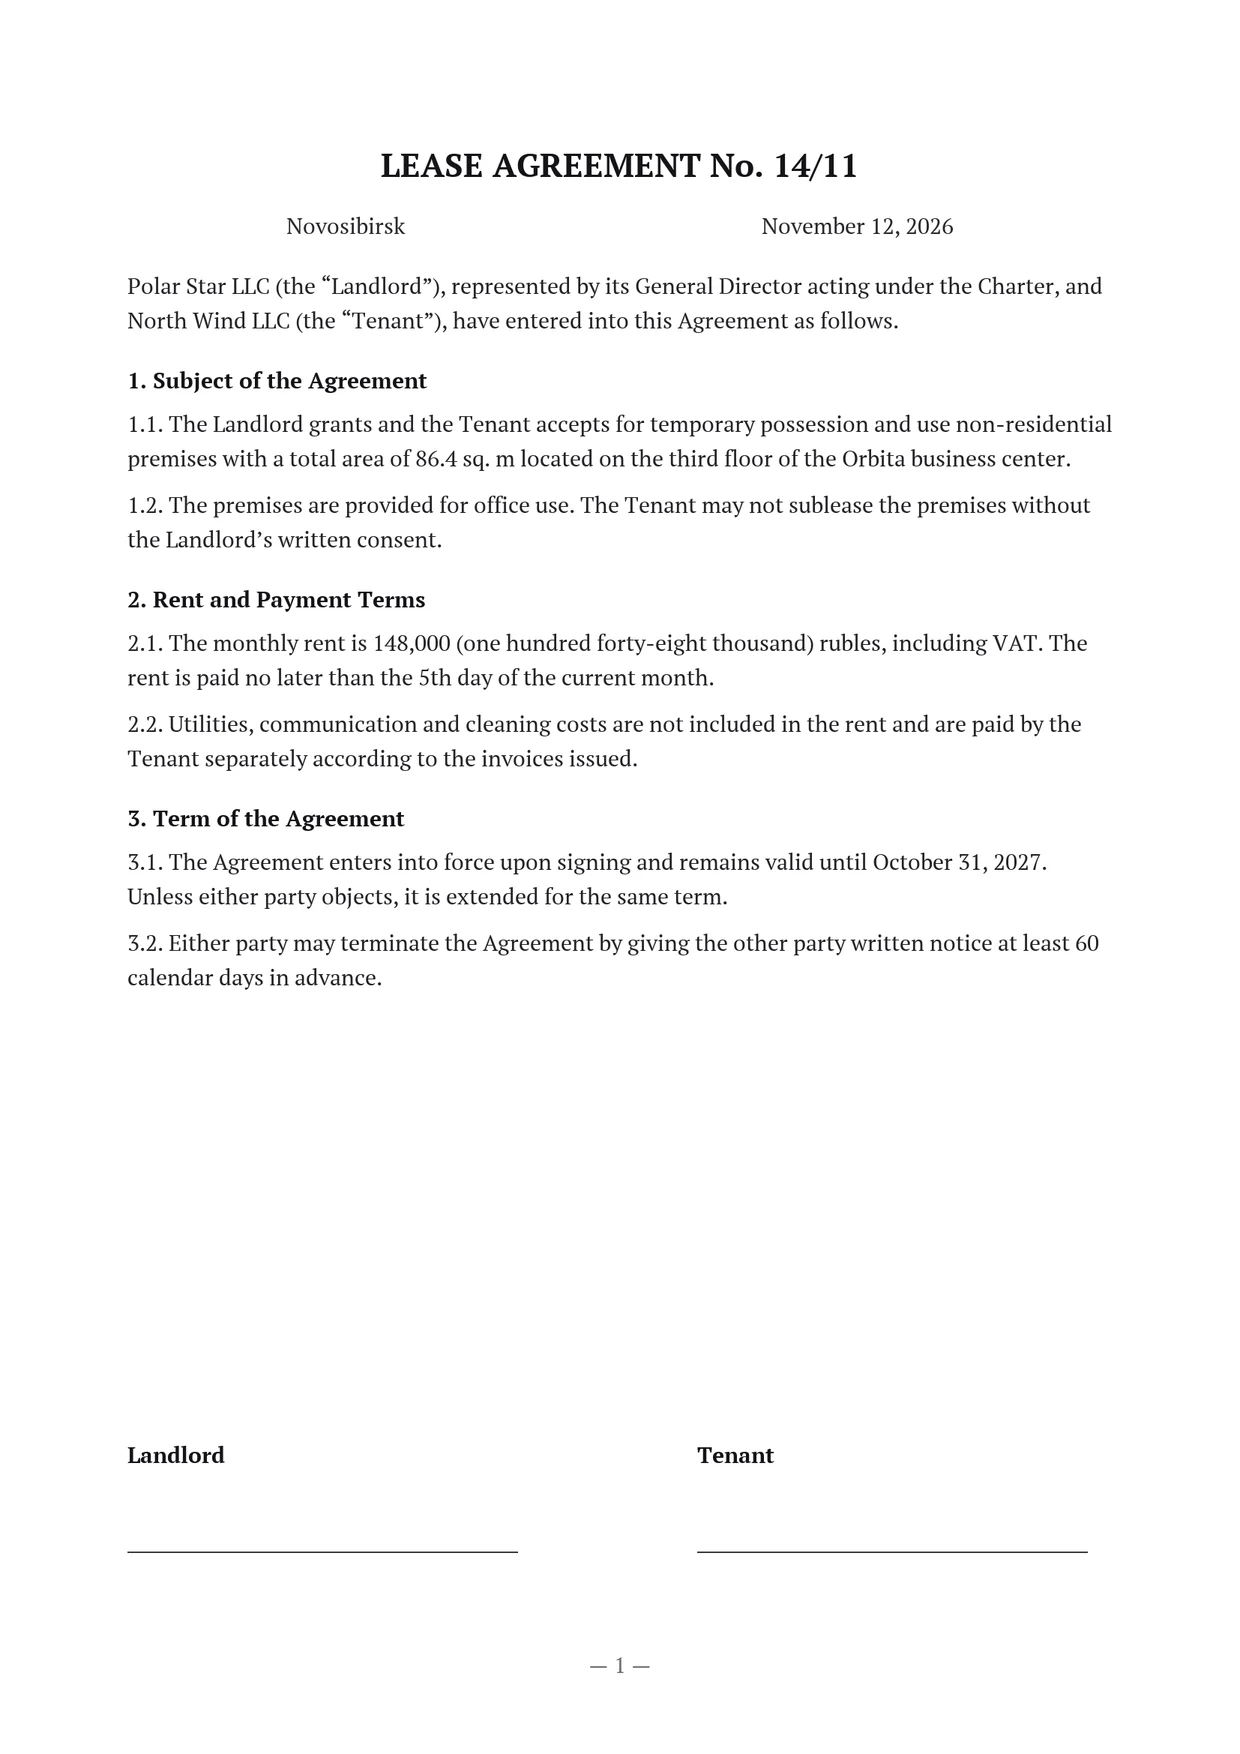 LEASE AGREEMENT No. 14/11
Novosibirsk November 12, 2026
Polar Star LLC (the “Landlord”), represented by its General Director acting under the Charter, and
North Wind LLC (the “Tenant”), have entered into this Agreement as follows.
1. Subject of the Agreement
1.1. The Landlord grants and the Tenant accepts for temporary possession and use non-residential
premises with a total area of 86.4 sq. m located on the third floor of the Orbita business center.
1.2. The premises are provided for office use. The Tenant may not sublease the premises without
the Landlord’s written consent.
2. Rent and Payment Terms
2.1. The monthly rent is 148,000 (one hundred forty-eight thousand) rubles, including VAT. The
rent is paid no later than the 5th day of the current month.
2.2. Utilities, communication and cleaning costs are not included in the rent and are paid by the
Tenant separately according to the invoices issued.
3. Term of the Agreement
3.1. The Agreement enters into force upon signing and remains valid until October 31, 2027.
Unless either party objects, it is extended for the same term.
3.2. Either party may terminate the Agreement by giving the other party written notice at least 60
calendar days in advance.
Landlord Tenant
— 1 —